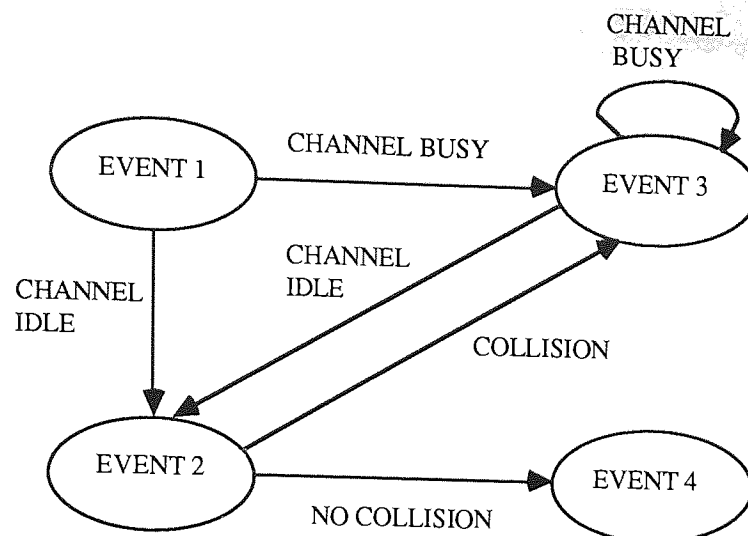 CHANNEL
BUSY
EVENT 1
CHANNEL BUSY
EVENT 3
CHANNEL
IDLE
CHANNEL
IDLE
COLLISION
EVENT 2
EVENT 4
NO COLLISION